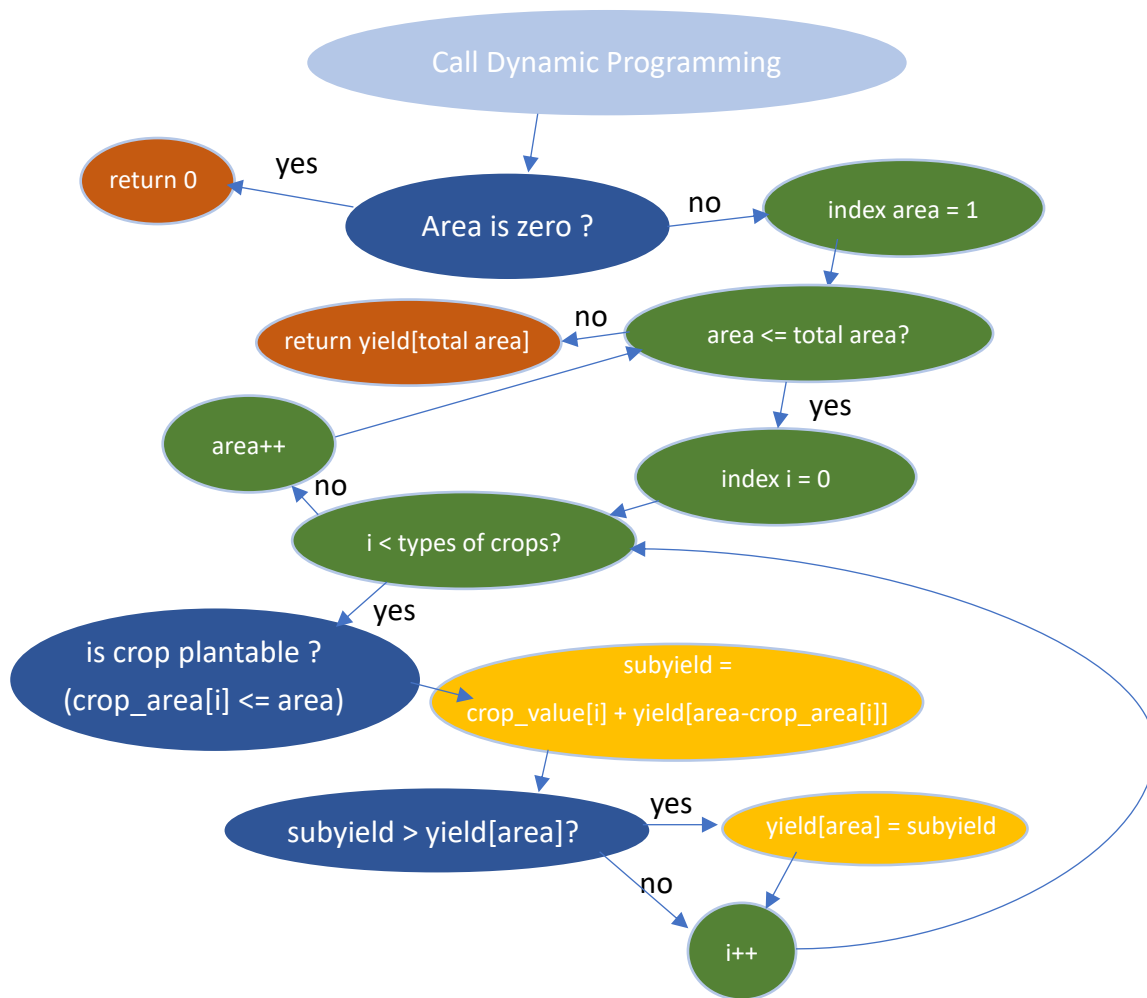 Call Dynamic Programming
yes
return 0
Area is zero ?
no
index area = 1
no
return yield[total area]
area <= total area?
yes
area++
index i = 0
no
i < types of crops?
yes
is crop plantable ?
(crop_area[i] <= area)
subyield =
crop_value[i] + yield[area-crop_area[i]]
subyield > yield[area]?
yes
yield[area] = subyield
no
i++